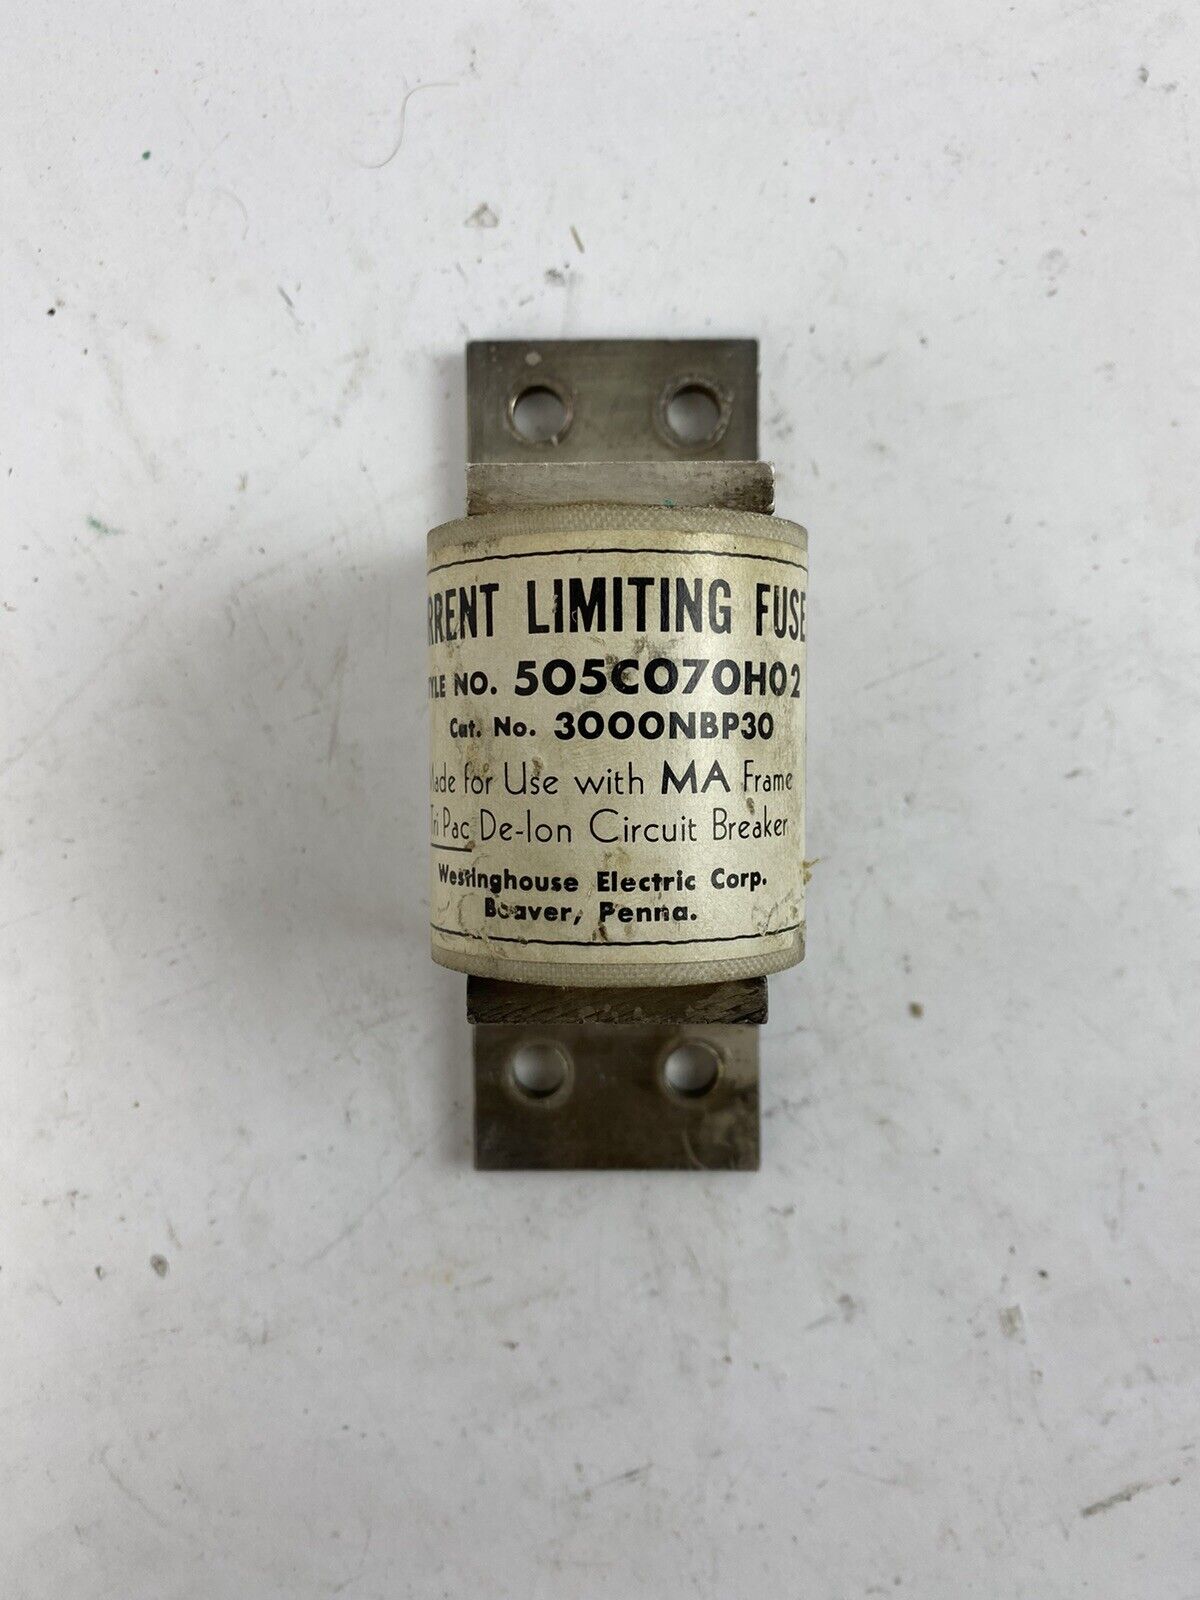 RRENT LIMITING FUSE
YLE NO. 505C070H02
Cat. No. 3000NBP30
Made for Use with MA Frame
Tri Pac De-Ion Circuit Breaker
Westinghouse Electric Corp.
Beaver, Penna.